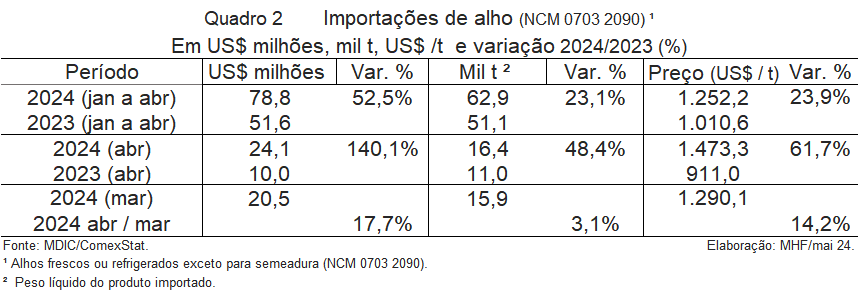 Quadro 2 Importações de alho (NCM 0703 2090) ¹
Em US$ milhões, mil t, US$ /t e variação 2024/2023 (%)
Período US$ milhões Var. % Mil t ² Var. % Preço (US$ / t) Var. %
2024 (jan a abr) 78,8 52,5% 62,9 23,1% 1.252,2 23,9%
2023 (jan a abr) 51,6 51,1 1.010,6
2024 (abr) 24,1 140,1% 16,4 48,4% 1.473,3 61,7%
2023 (abr) 10,0 11,0 911,0
2024 (mar) 20,5 15,9 1.290,1
2024 abr / mar 17,7% 3,1% 14,2%
Fonte: MDIC/ComexStat. Elaboração: MHF/mai 24.
¹ Alhos frescos ou refrigerados exceto para semeadura (NCM 0703 2090).
² Peso líquido do produto importado.